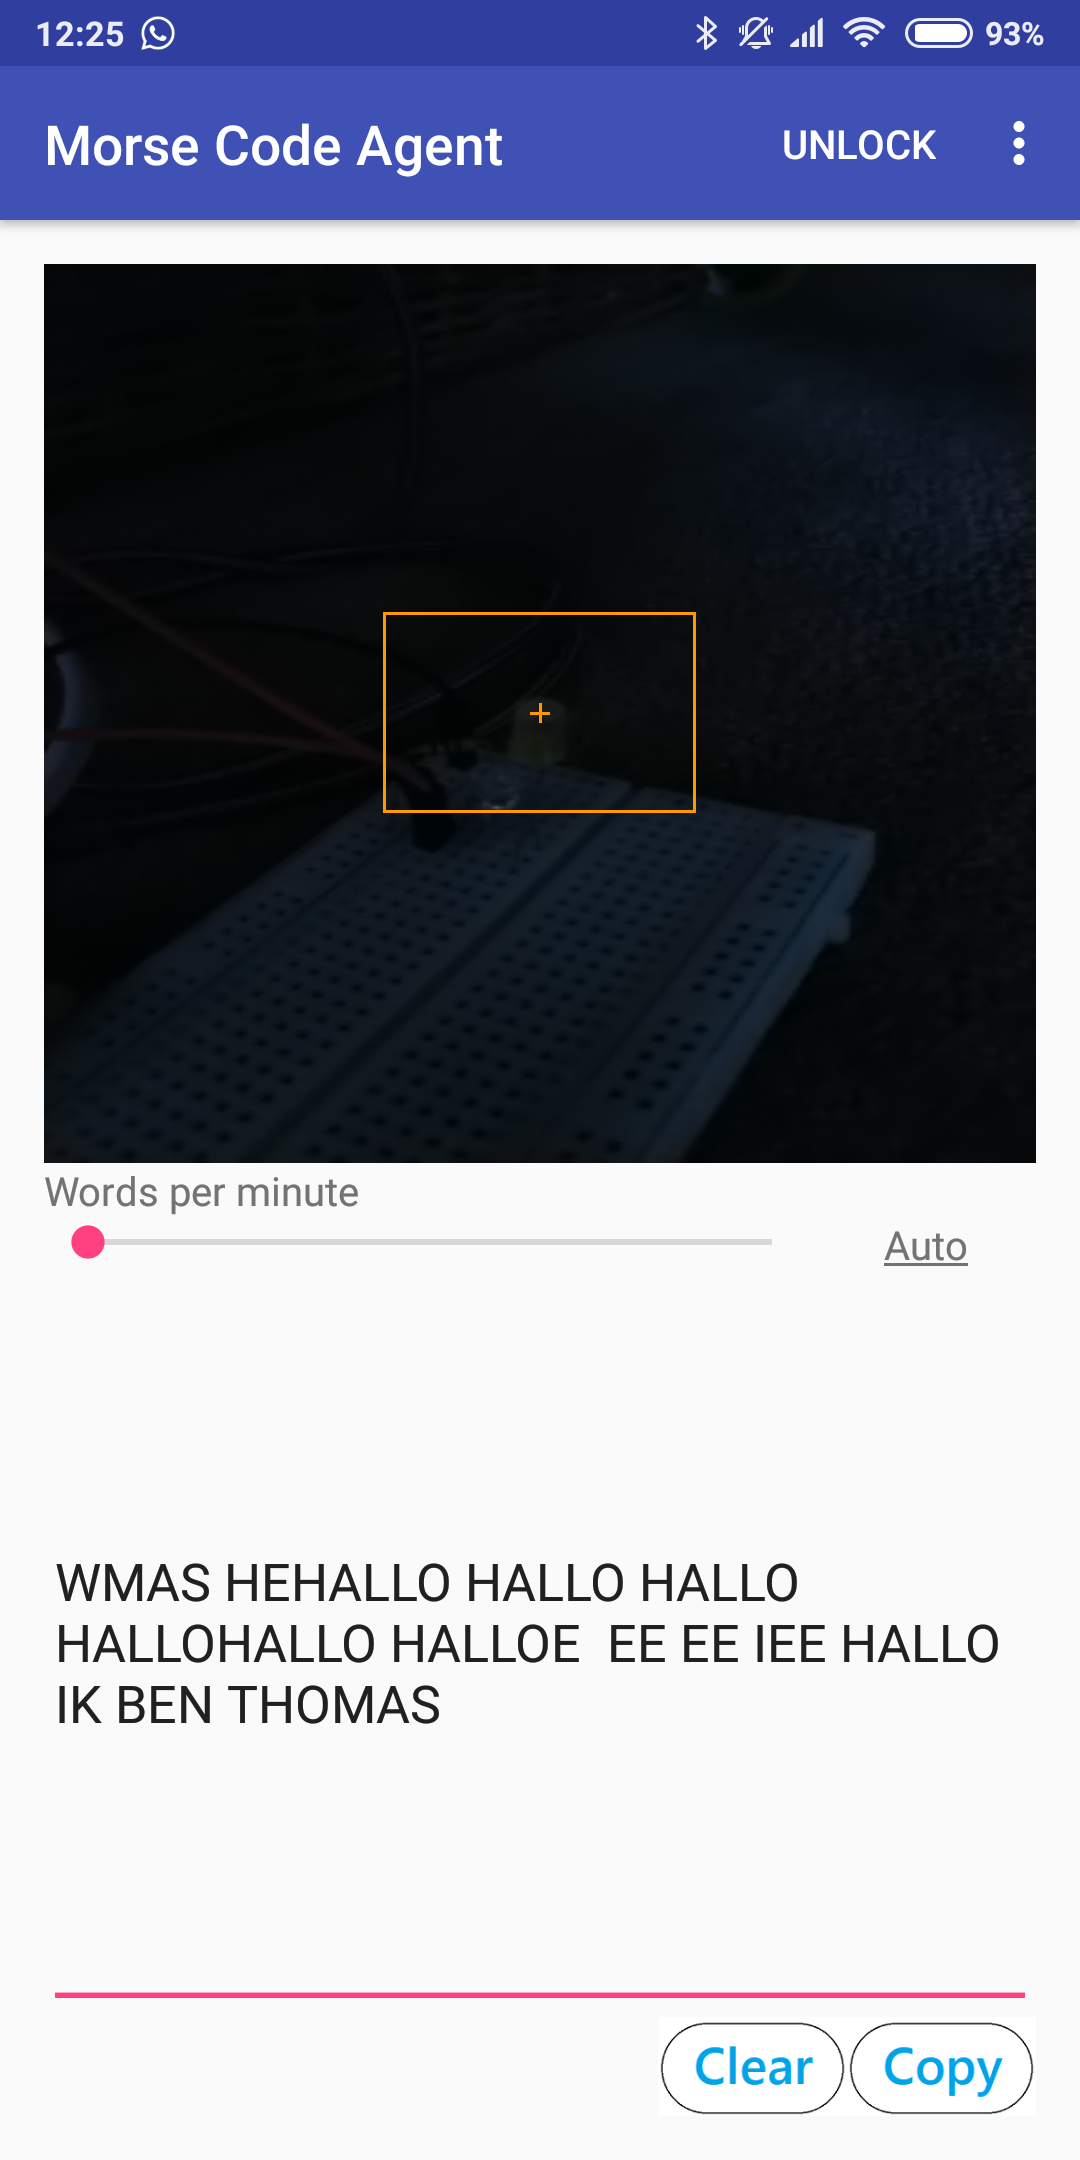 12:25 93%
Morse Code Agent UNLOCK
Words per minute
Auto
WMAS HEHALLO HALLO HALLO
HALLOHALLO HALLOE  EE EE IEE HALLO
IK BEN THOMAS
Clear Copy